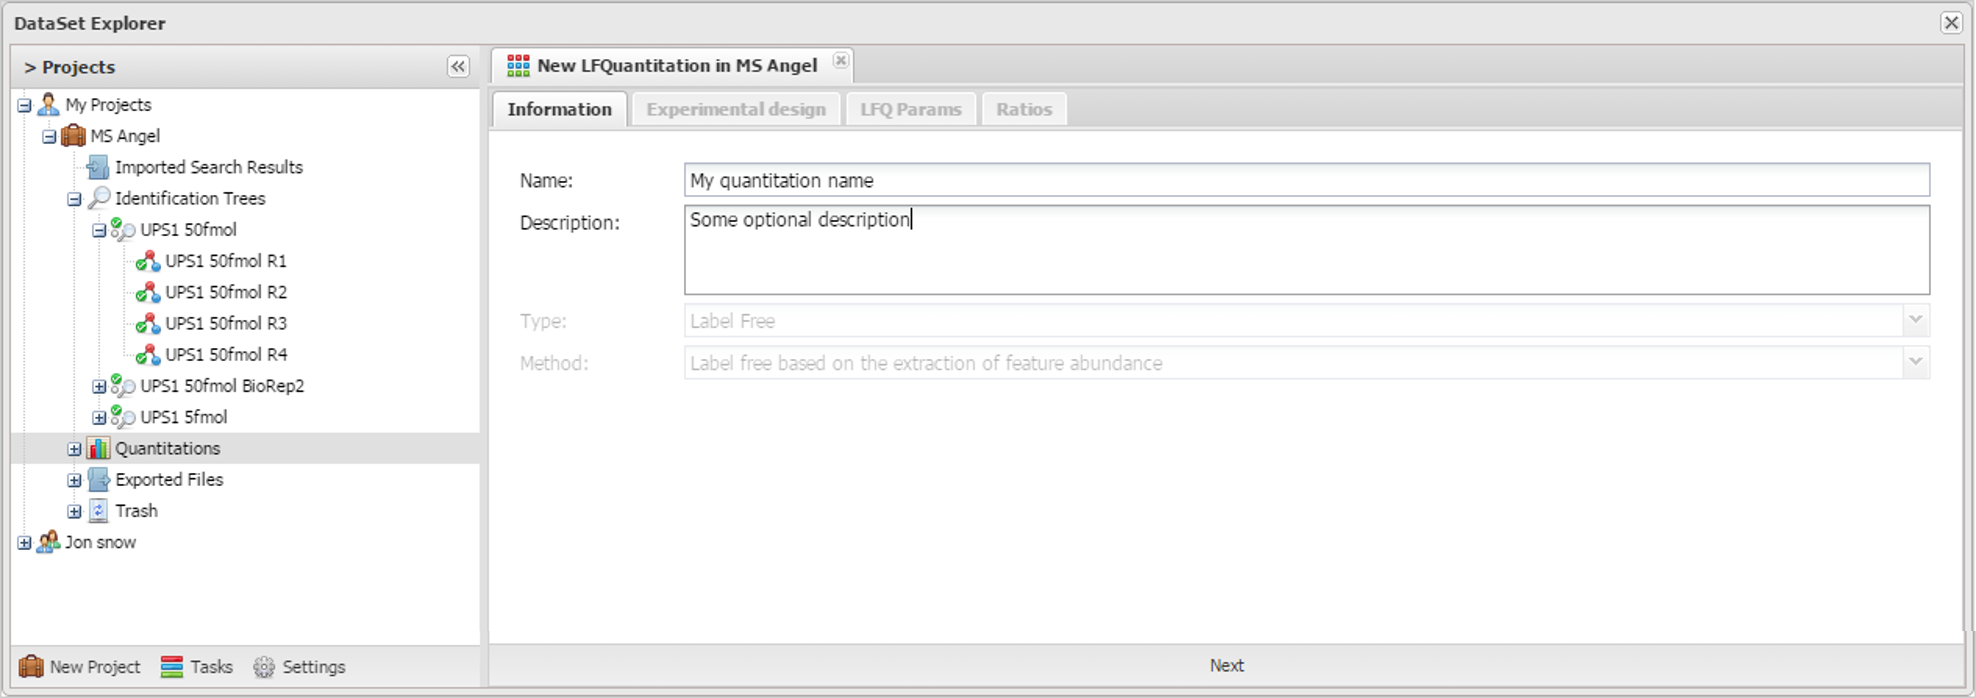 DataSet Explorer
> Projects
My Projects
MS Angel
Imported Search Results
Identification Trees
UPS1 50fmol
UPS1 50fmol R1
UPS1 50fmol R2
UPS1 50fmol R3
UPS1 50fmol R4
UPS1 50fmol BioRep2
UPS1 5fmol
Quantitations
Exported Files
Trash
Jon snow
New Project Tasks Settings
New LFQuantitation in MS Angel
Information Experimental design LFQ Params Ratios
Name: My quantitation name
Description: Some optional description
Type: Label Free
Method: Label free based on the extraction of feature abundance
Next